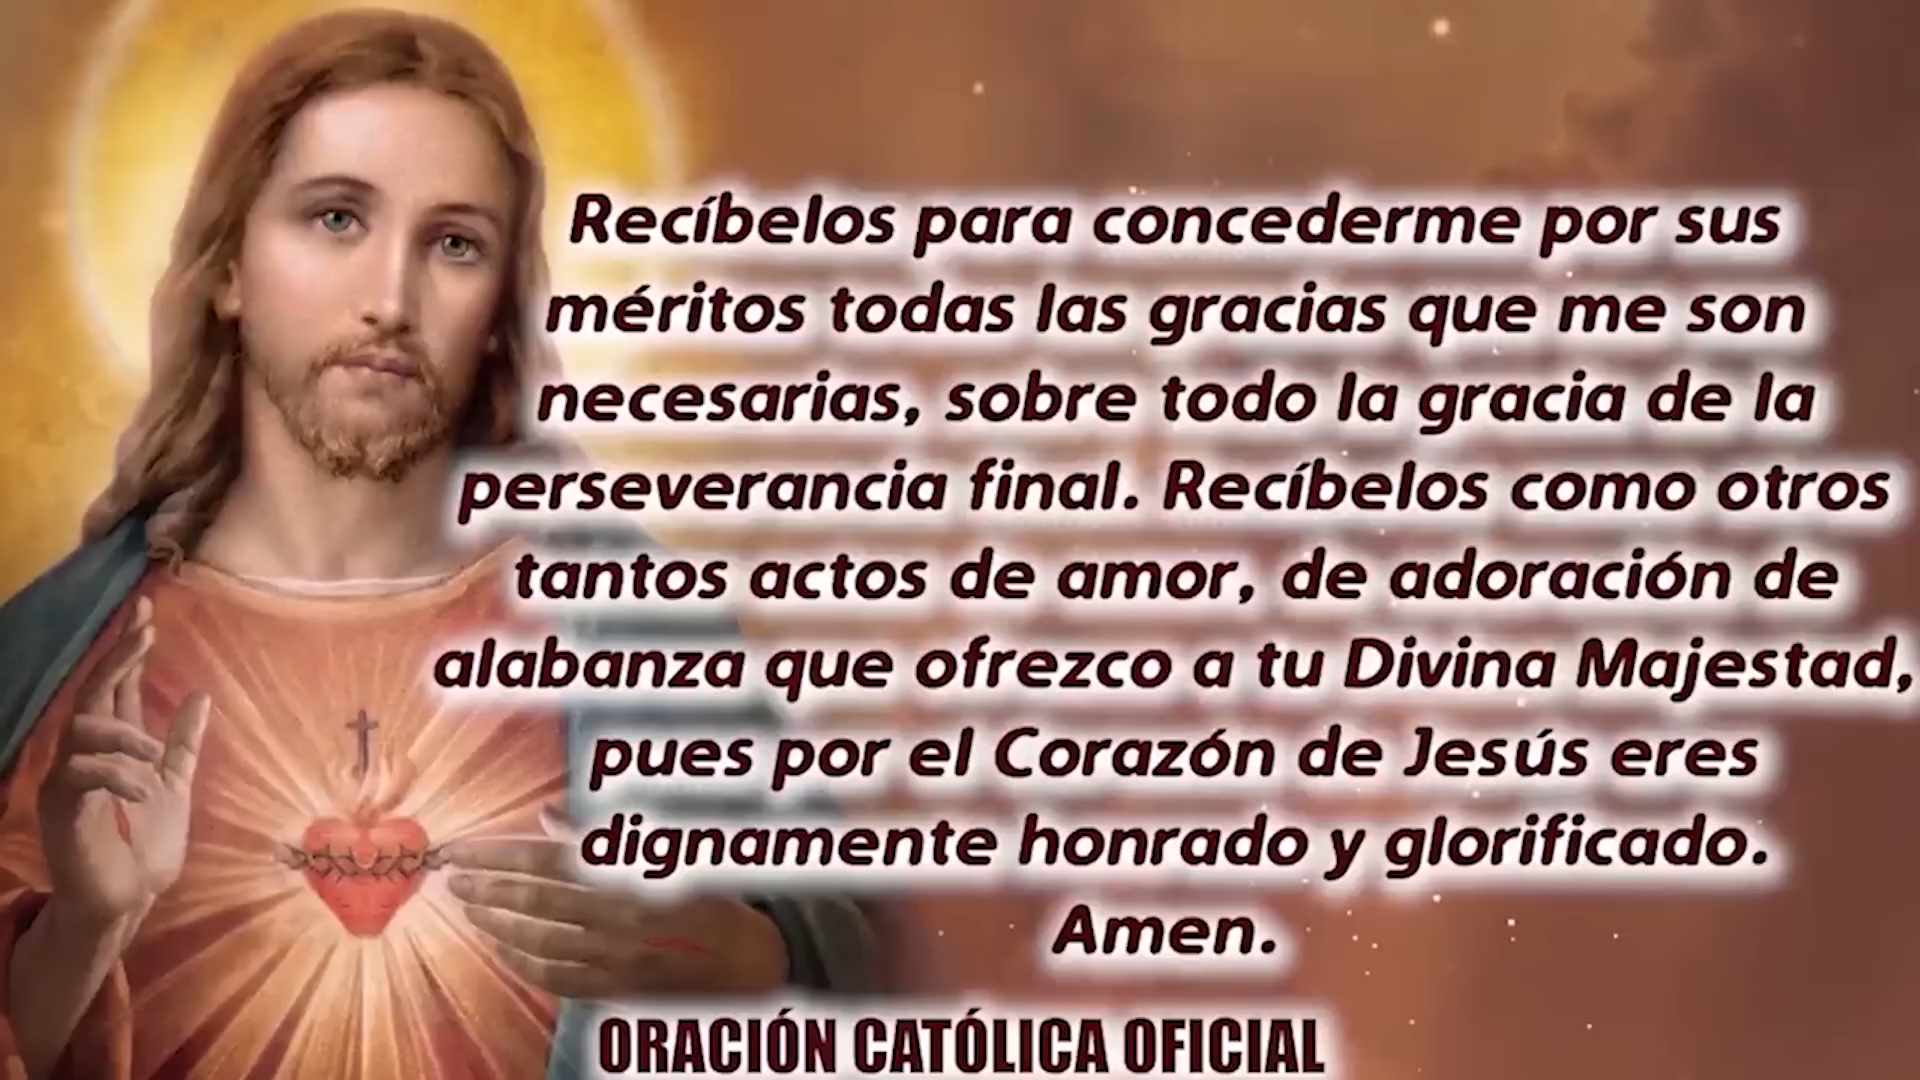 Recíbelos para concederme por sus
méritos todas las gracias que me son
necesarias, sobre todo la gracia de la
perseverancia final. Recíbelos como otros
tantos actos de amor, de adoración de
alabanza que ofrezco a tu Divina Majestad,
pues por el Corazón de Jesús eres
dignamente honrado y glorificado.
Amen.
ORACIÓN CATÓLICA OFICIAL